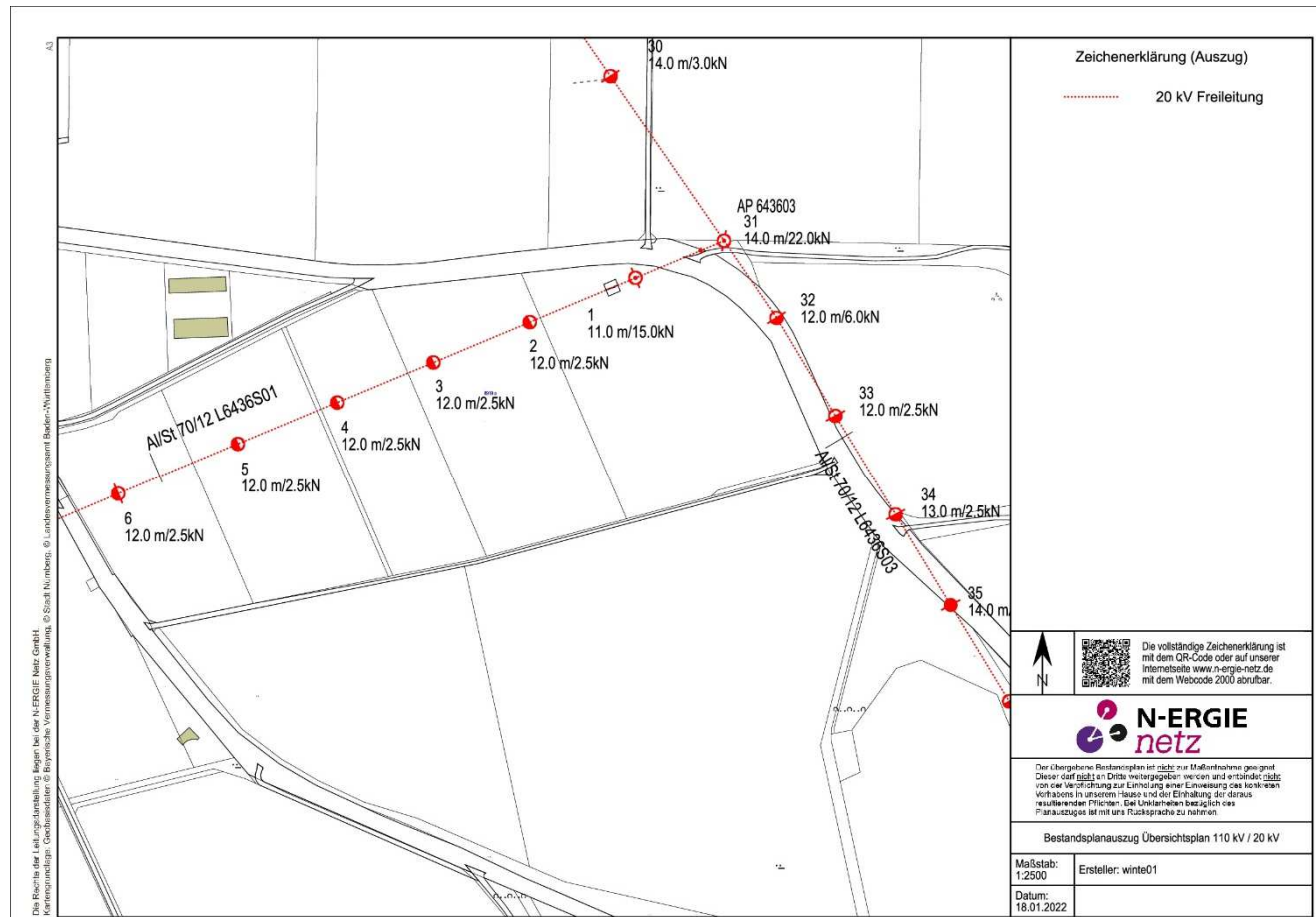 A3
30
14.0 m/3.0kN
AP 643603
31
14.0 m/22.0kN
32
12.0 m/6.0kN
1
11.0 m/15.0kN
2
12.0 m/2.5kN
3
12.0 m/2.5kN
33
12.0 m/2.5kN
4
12.0 m/2.5kN
Al/St 70/12 L6436S01
5
12.0 m/2.5kN
6
12.0 m/2.5kN
Al/St 70/12 L6436S03
34
13.0 m/2.5kN
35
14.0 m/
Die Rechte der Leitungsdarstellung liegen bei der N-ERGIE Netz GmbH.
Kartengrundlage: Geobasisdaten © Bayerische Vermessungsverwaltung, © Stadt Nürnberg, © Landesvermessungsamt Baden-Württemberg
Zeichenerklärung (Auszug)
20 kV Freileitung
N
Die vollständige Zeichenerklärung ist
mit dem QR-Code oder auf unserer
Internetseite www.n-ergie-netz.de
mit dem Webcode 2000 abrufbar.
N-ERGIE
netz
Der übergebene Bestandsplan ist nicht zur Maßentnahme geeignet.
Dieser darf nicht an Dritte weitergegeben werden und entbindet nicht
von der Verpflichtung zur Einholung einer Einweisung des konkreten
Vorhabens in unserem Hause und der Einhaltung der daraus
resultierenden Pflichten. Bei Unklarheiten bezüglich des
Planauszuges ist mit uns Rücksprache zu nehmen.
Bestandsplanauszug Übersichtsplan 110 kV / 20 kV
Maßstab:
1:2500
Ersteller: winte01
Datum:
18.01.2022